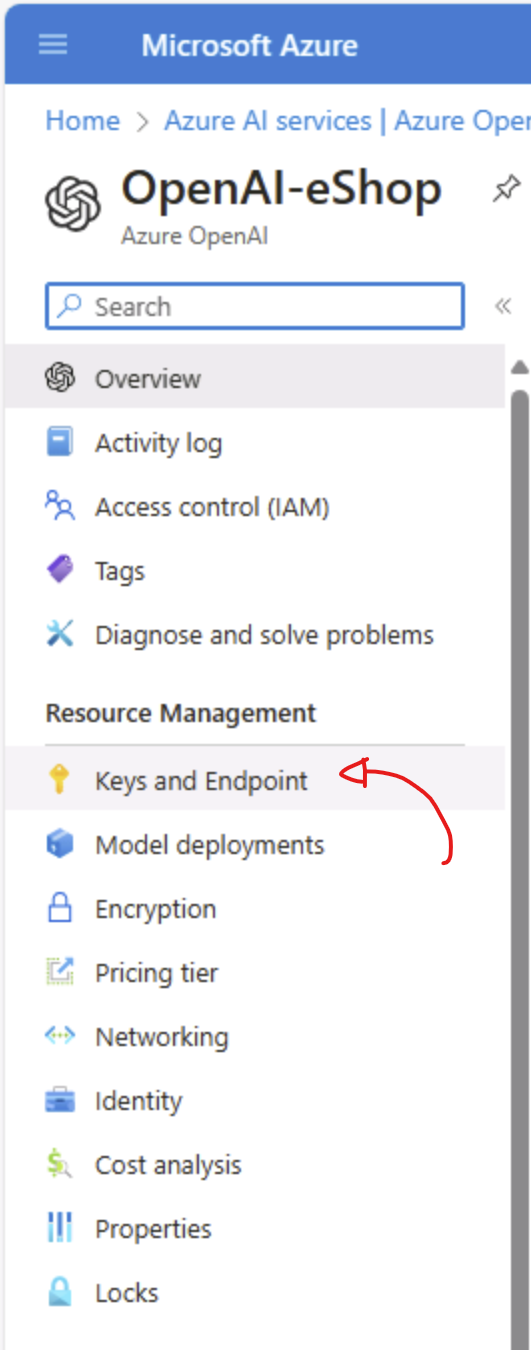 Microsoft Azure
Home > Azure AI services | Azure Oper
OpenAI-eShop
Azure OpenAI
Search
Overview
Activity log
Access control (IAM)
Tags
Diagnose and solve problems
Resource Management
Keys and Endpoint
Model deployments
Encryption
Pricing tier
Networking
Identity
Cost analysis
Properties
Locks